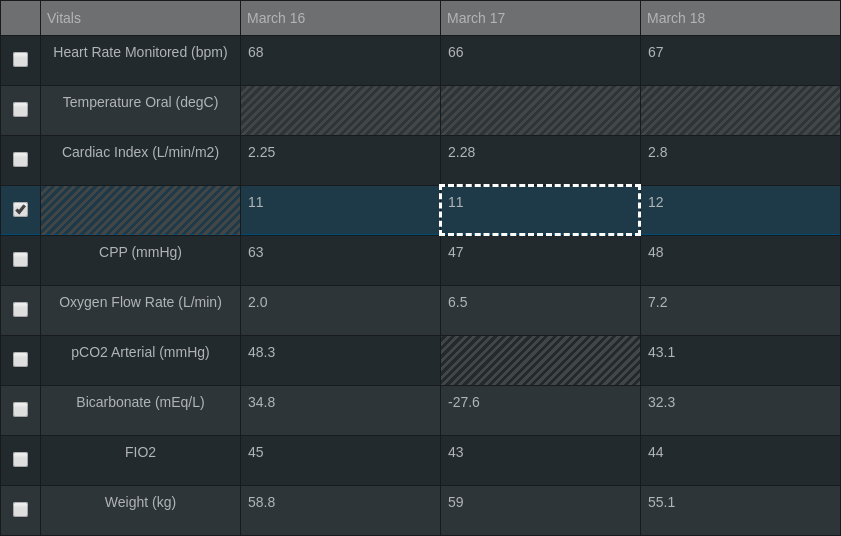 Vitals March 16 March 17 March 18
Heart Rate Monitored (bpm) 68 66 67
Temperature Oral (degC)
Cardiac Index (L/min/m2) 2.25 2.28 2.8
11 11 12
CPP (mmHg) 63 47 48
Oxygen Flow Rate (L/min) 2.0 6.5 7.2
pCO2 Arterial (mmHg) 48.3 43.1
Bicarbonate (mEq/L) 34.8 -27.6 32.3
FIO2 45 43 44
Weight (kg) 58.8 59 55.1